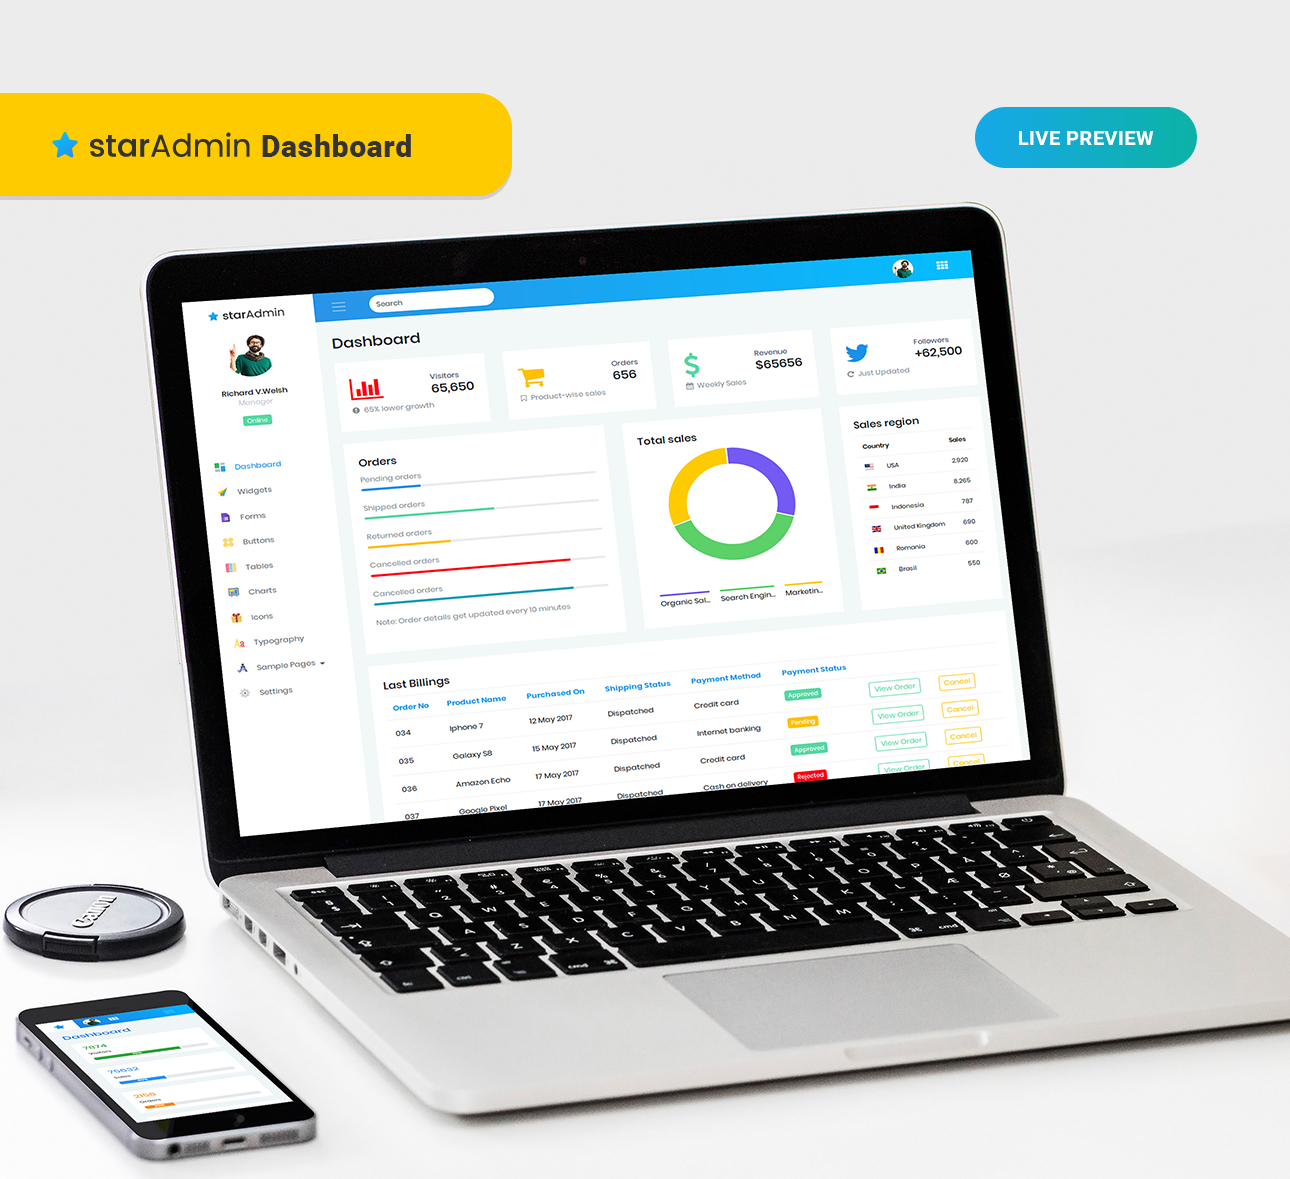 starAdmin Dashboard
LIVE PREVIEW
starAdmin
Search
Richard V.Welsh
Manager
Online
Dashboard
Widgets
Forms
Buttons
Tables
Charts
Icons
Typography
Sample Pages
Settings
Dashboard
Visitors
65,650
65% lower growth
Orders
656
Product-wise sales
Revenue
$65656
Weekly Sales
Followers
+62,500
Just Updated
Orders
Pending orders
Shipped orders
Returned orders
Cancelled orders
Cancelled orders
Note: Order details get updated every 10 minutes
Total sales
Organic Sal...
Search Engin...
Marketin...
Sales region
Country Sales
USA 2,920
India 8,265
Indonesia 787
United Kingdom 690
Romania 600
Brasil 550
Last Billings
Order No Product Name Purchased On Shipping Status Payment Method Payment Status
034 Iphone 7 12 May 2017 Dispatched Credit card Approved View Order Cancel
035 Galaxy S8 15 May 2017 Dispatched Internet banking Pending View Order Cancel
036 Amazon Echo 17 May 2017 Dispatched Credit card Approved View Order Cancel
037 Google Pixel 17 May 2017 Dispatched Cash on delivery Rejected View Order Cancel
Canon
Dashboard
7874
Visitors
75632
Sales
2156
Orders